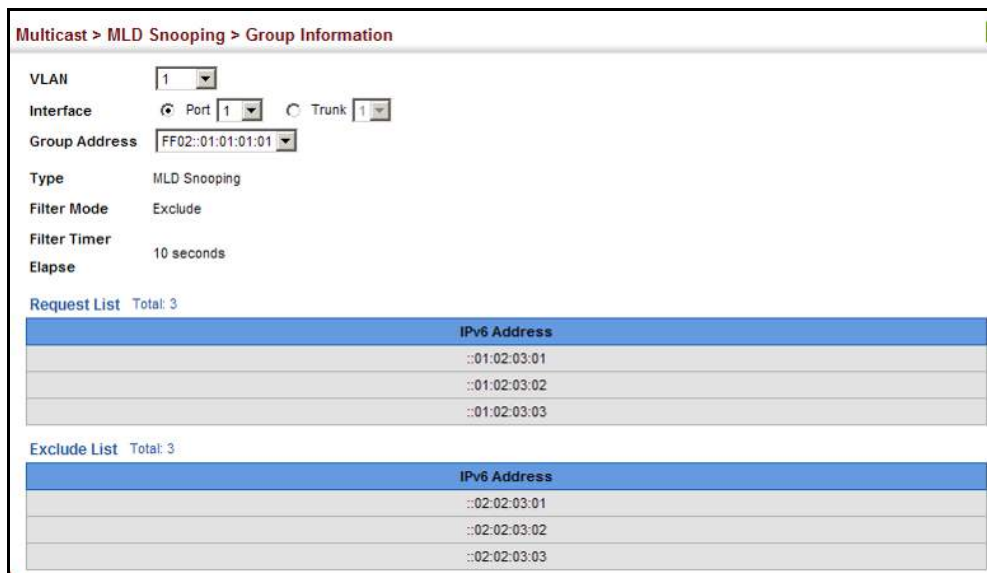 Multicast > MLD Snooping > Group Information
VLAN 1
Interface Port 1 Trunk 1
Group Address FF02::01:01:01:01
Type MLD Snooping
Filter Mode Exclude
Filter Timer
Elapse 10 seconds
Request List Total: 3
IPv6 Address
::01:02:03:01
::01:02:03:02
::01:02:03:03
Exclude List Total: 3
IPv6 Address
::02:02:03:01
::02:02:03:02
::02:02:03:03